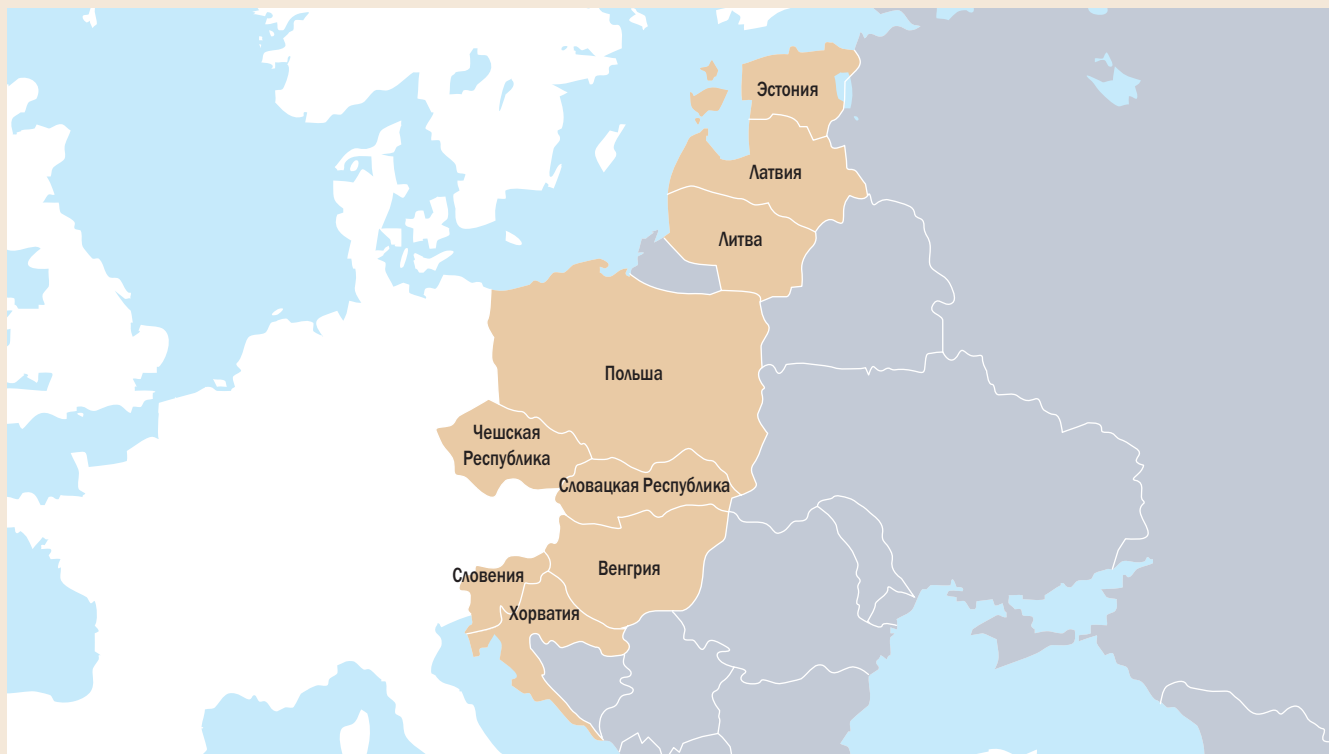 Эстония
Латвия
Литва
Польша
Чешская
Республика
Словацкая Республика
Венгрия
Словения
Хорватия